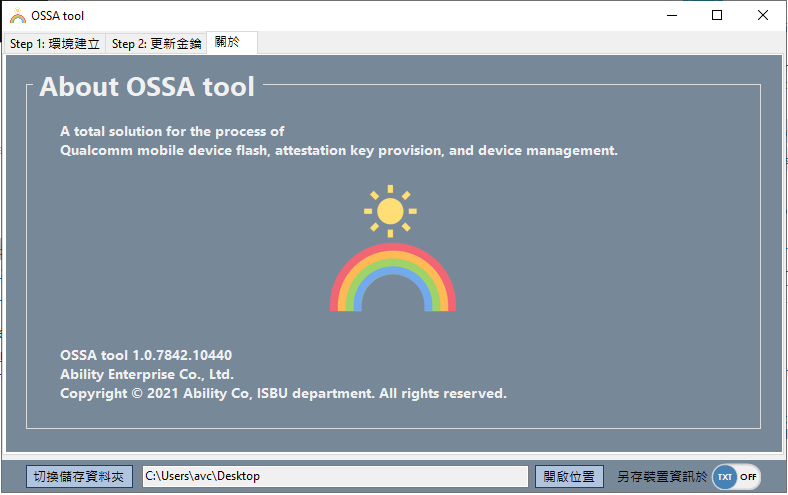 OSSA tool
Step 1: 環境建立 Step 2: 更新金鑰 關於
About OSSA tool
A total solution for the process of
Qualcomm mobile device flash, attestation key provision, and device management.
OSSA tool 1.0.7842.10440
Ability Enterprise Co., Ltd.
Copyright © 2021 Ability Co, ISBU department. All rights reserved.
切換儲存資料夾 C:\Users\avc\Desktop 開啟位置 另存裝置資訊於 TXT OFF